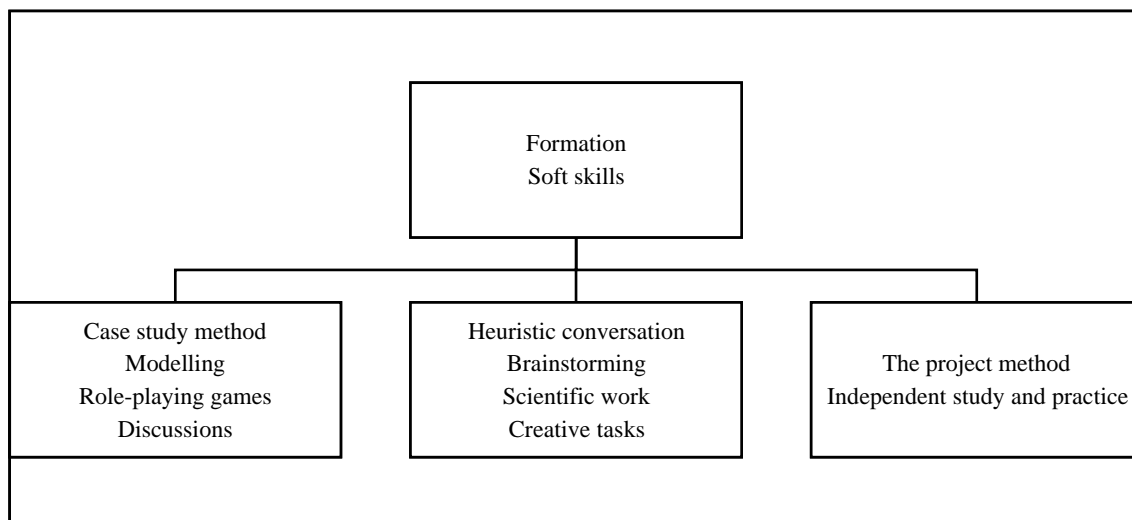 Formation
Soft skills
Case study method
Modelling
Role-playing games
Discussions
Heuristic conversation
Brainstorming
Scientific work
Creative tasks
The project method
Independent study and practice